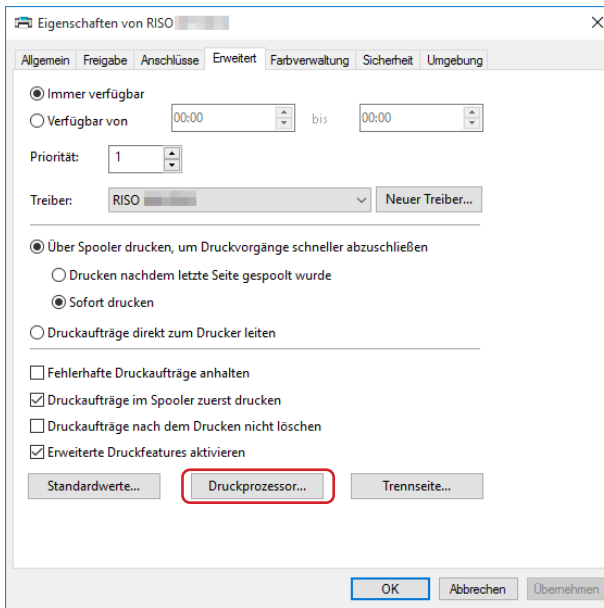 Eigenschaften von RISO
Allgemein Freigabe Anschlüsse Erweitert Farbverwaltung Sicherheit Umgebung
Immer verfügbar
Verfügbar von 00:00 bis 00:00
Priorität: 1
Treiber: RISO Neuer Treiber...
Über Spooler drucken, um Druckvorgänge schneller abzuschließen
Drucken nachdem letzte Seite gespoolt wurde
Sofort drucken
Druckaufträge direkt zum Drucker leiten
Fehlerhafte Druckaufträge anhalten
Druckaufträge im Spooler zuerst drucken
Druckaufträge nach dem Drucken nicht löschen
Erweiterte Druckfeatures aktivieren
Standardwerte... Druckprozessor... Trennseite...
OK Abbrechen Übernehmen